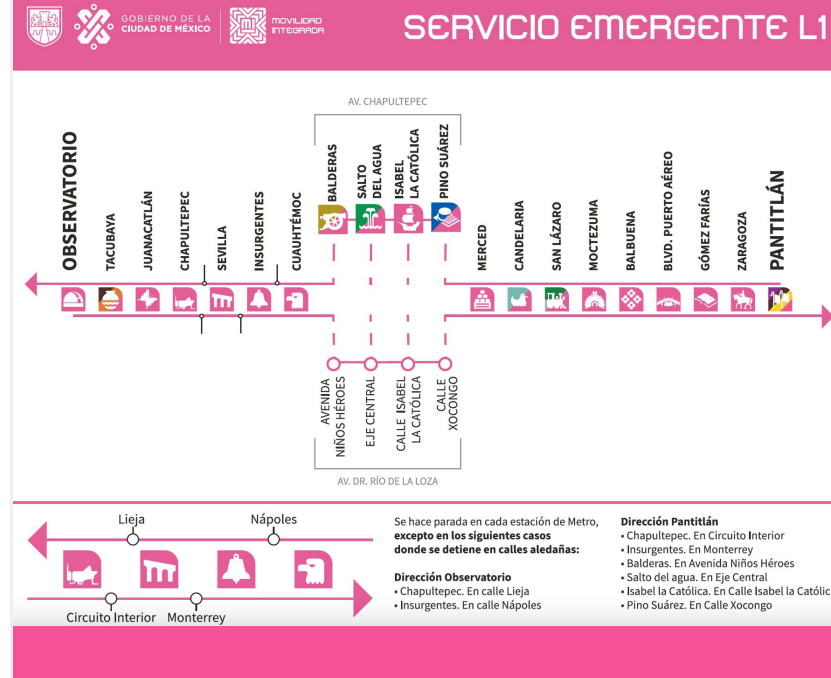 GOBIERNO DE LA
CIUDAD DE MÉXICO
MOVILIDAD
INTEGRADA
SERVICIO EMERGENTE L1
AV. CHAPULTEPEC
OBSERVATORIO
TACUBAYA
JUANACATLÁN
CHAPULTEPEC
SEVILLA
INSURGENTES
CUAUHTÉMOC
BALDERAS
SALTO
DEL AGUA
ISABEL
LA CATÓLICA
PINO SUÁREZ
MERCED
CANDELARIA
SAN LÁZARO
MOCTEZUMA
BALBUENA
BLVD. PUERTO AÉREO
GÓMEZ FARÍAS
ZARAGOZA
PANTITLÁN
AVENIDA
NIÑOS HÉROES
EJE CENTRAL
CALLE ISABEL
LA CATÓLICA
CALLE
XOCONGO
AV. DR. RÍO DE LA LOZA
Lieja
Nápoles
Circuito Interior
Monterrey
Se hace parada en cada estación de Metro,
excepto en los siguientes casos
donde se detiene en calles aledañas:
Dirección Observatorio
• Chapultepec. En calle Lieja
• Insurgentes. En calle Nápoles
Dirección Pantitlán
• Chapultepec. En Circuito Interior
• Insurgentes. En Monterrey
• Balderas. En Avenida Niños Héroes
• Salto del agua. En Eje Central
• Isabel la Católica. En Calle Isabel la Católic
• Pino Suárez. En Calle Xocongo